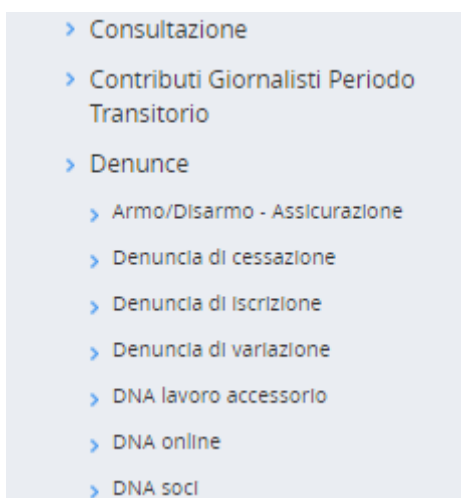 Consultazione
Contributi Giornalisti Periodo
Transitorio
Denunce
Armo/Disarmo - Assicurazione
Denuncia di cessazione
Denuncia di iscrizione
Denuncia di variazione
DNA lavoro accessorio
DNA online
DNA soci